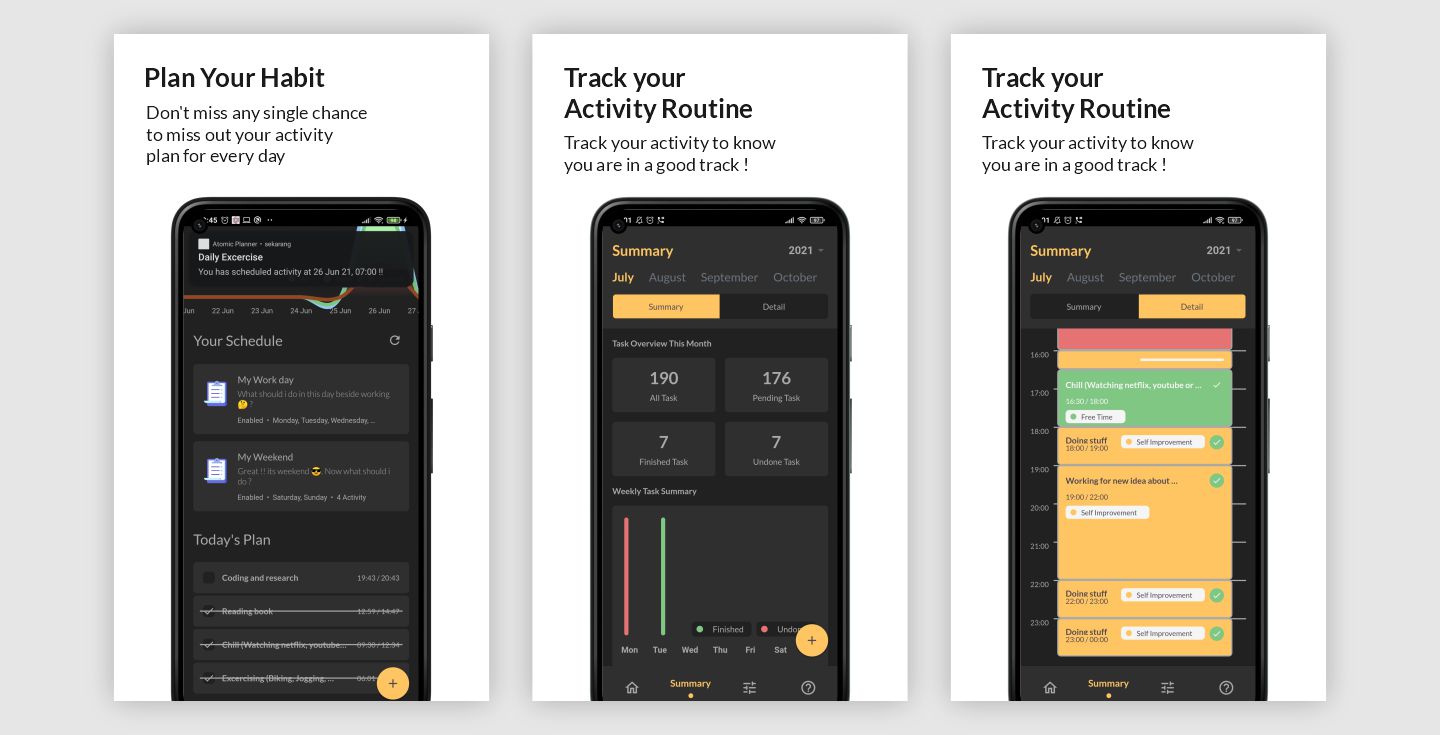 Plan Your Habit
Don't miss any single chance
to miss out your activity
plan for every day
:45
Atomic Planner • sekarang
Daily Excercise
You has scheduled activity at 26 Jun 21, 07:00 !!
Jun 22 Jun 23 Jun 24 Jun 25 Jun 26 Jun 27
Your Schedule
My Work day
What should i do in this day beside working
🤔 ?
Enabled • Monday, Tuesday, Wednesday, ...
My Weekend
Great !! its weekend 😎. Now what should i
do ?
Enabled • Saturday, Sunday • 4 Activity
Today's Plan
Coding and research 19:43 / 20:43
Reading book 12:59 / 14:47
Chill (Watching netflix, youtube... 09:30 / 12:34
Excercising (Biking, Jogging, ... 06:01
+
Track your
Activity Routine
Track your activity to know
you are in a good track !
01 97
Summary 2021
July August September October
Summary Detail
Task Overview This Month
190 176
All Task Pending Task
7 7
Finished Task Undone Task
Weekly Task Summary
Finished Undon
+
Mon Tue Wed Thu Fri Sat
Summary
Track your
Activity Routine
Track your activity to know
you are in a good track !
01 97
Summary 2021
July August September October
Summary Detail
16:00
17:00
Chill (Watching netflix, youtube or ...
16:30 / 18:00
Free Time
18:00
Doing stuff
18:00 / 19:00
Self Improvement
19:00
Working for new idea about ...
19:00 / 22:00
20:00
Self Improvement
21:00
22:00
Doing stuff
22:00 / 23:00
Self Improvement
23:00
Doing stuff
23:00 / 00:00
Self Improvement
Summary